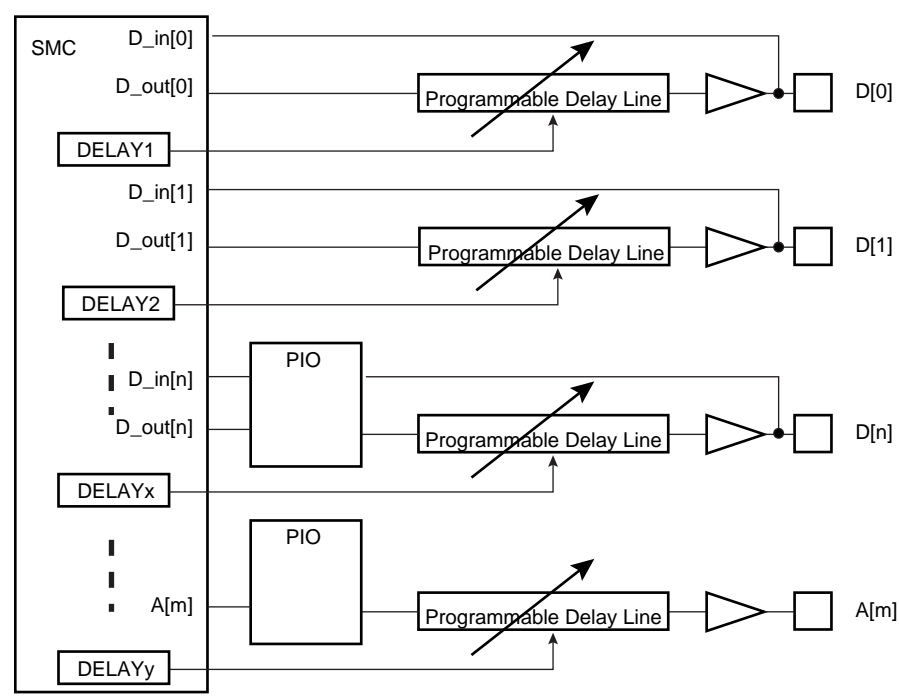 SMC
D_in[0]
D_out[0]
Programmable Delay Line
D[0]
DELAY1
D_in[1]
D_out[1]
Programmable Delay Line
D[1]
DELAY2
PIO
D_in[n]
D_out[n]
Programmable Delay Line
D[n]
DELAYx
PIO
A[m]
Programmable Delay Line
A[m]
DELAYy